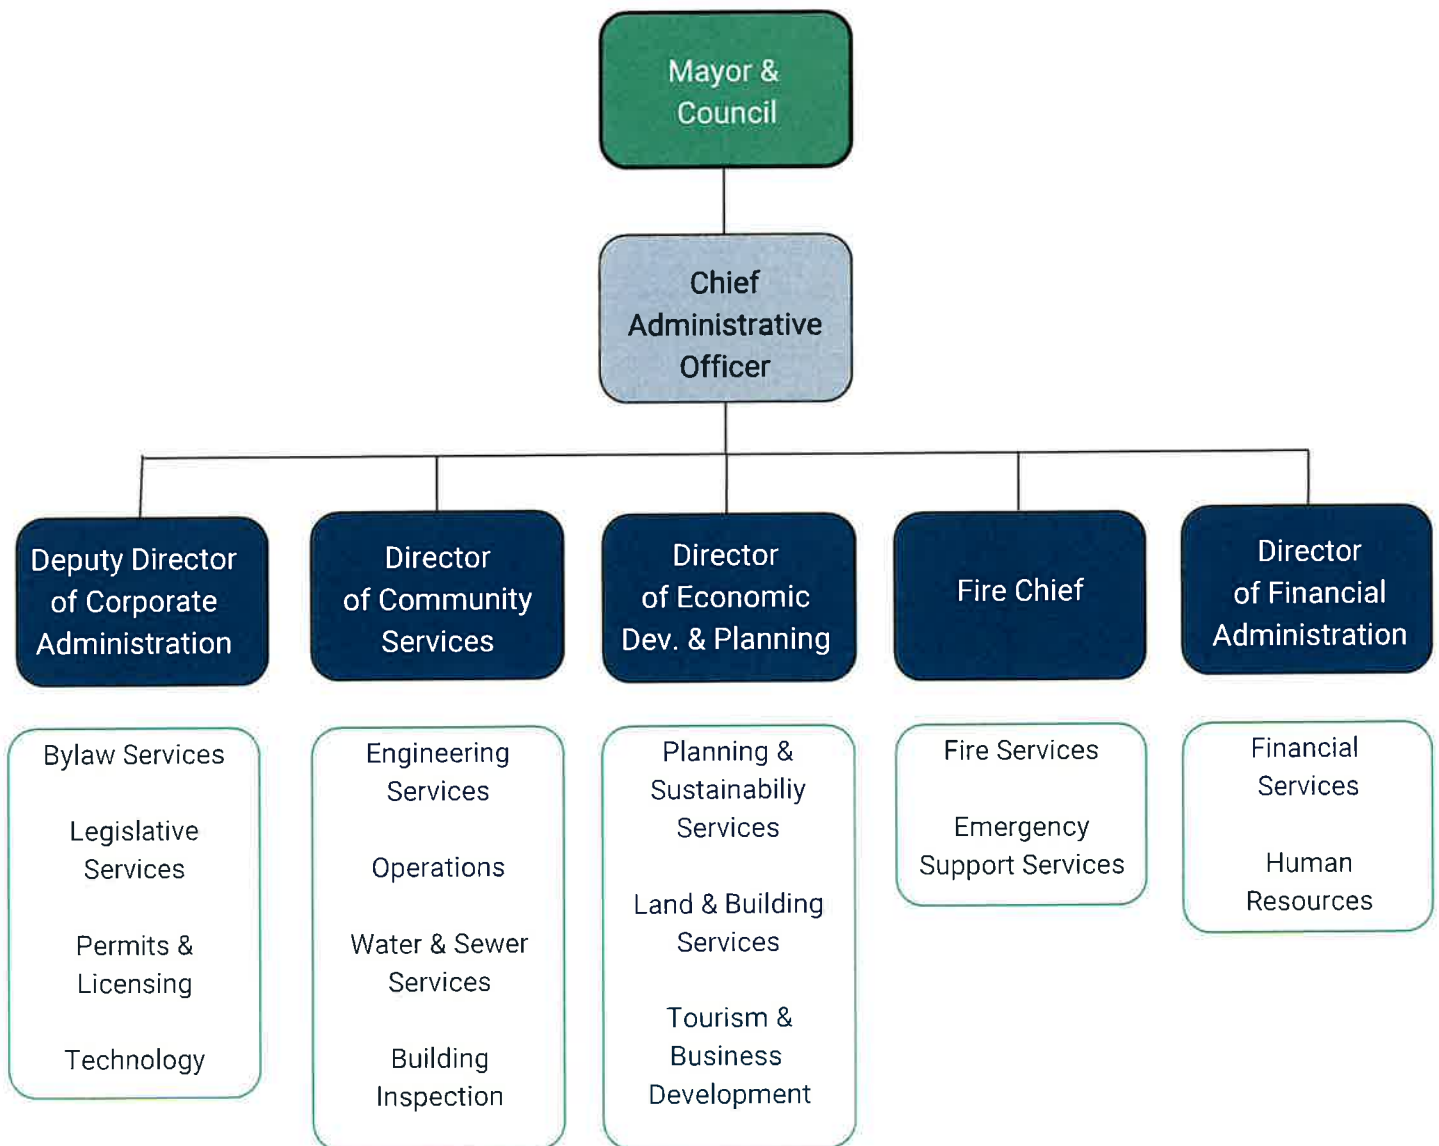 Mayor &
Council
Chief
Administrative
Officer
Deputy Director
of Corporate
Administration
Director
of Community
Services
Director
of Economic
Dev. & Planning
Fire Chief
Director
of Financial
Administration
Bylaw Services
Legislative
Services
Permits &
Licensing
Technology
Engineering
Services
Operations
Water & Sewer
Services
Building
Inspection
Planning &
Sustainabiliy
Services
Land & Building
Services
Tourism &
Business
Development
Fire Services
Emergency
Support Services
Financial
Services
Human
Resources